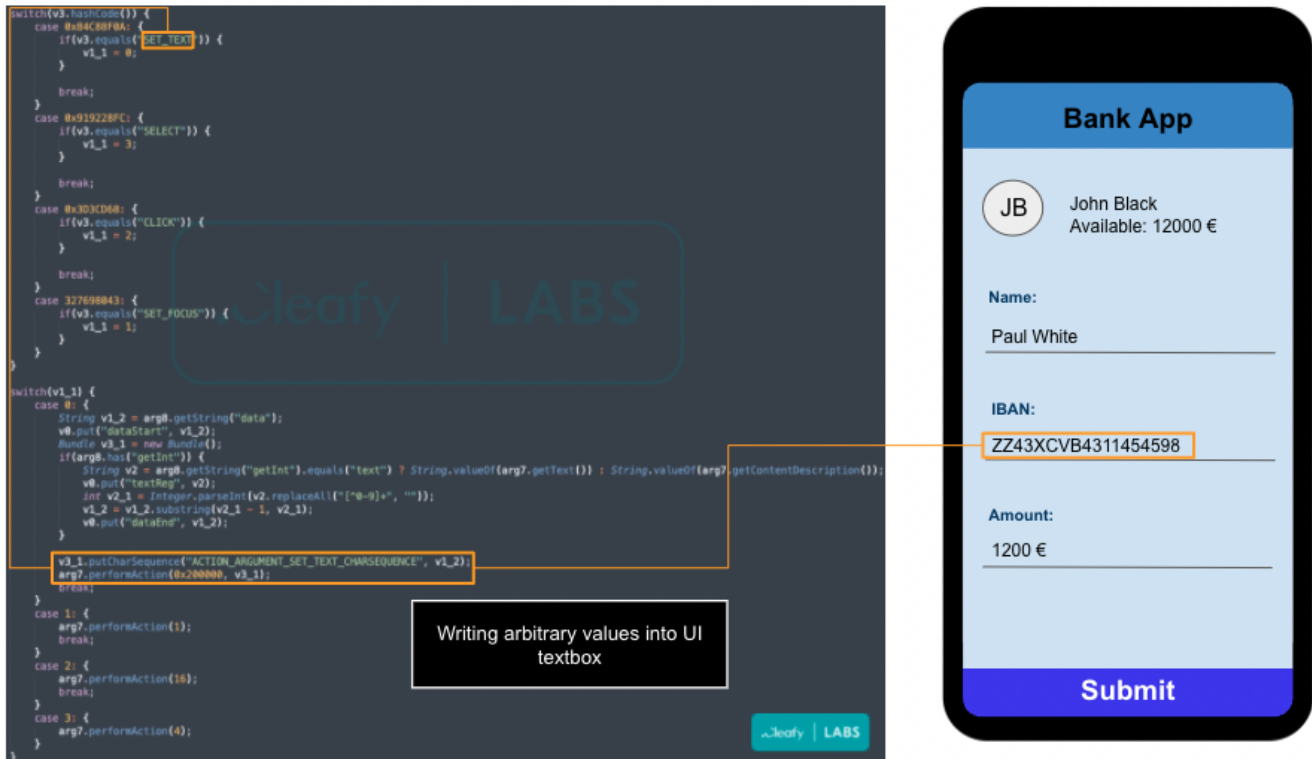 switch(v3.hashCode()) {
case 0x84C88F0A: {
if(v3.equals("SET_TEXT")) {
v1_1 = 0;
}
break;
}
case 0x919228FC: {
if(v3.equals("SELECT")) {
v1_1 = 3;
}
break;
}
case 0x3D3CD68: {
if(v3.equals("CLICK")) {
v1_1 = 2;
}
break;
}
case 327698043: {
if(v3.equals("SET_FOCUS")) {
v1_1 = 1;
}
}
}
switch(v1_1) {
case 0: {
String v1_2 = arg8.getString("data");
v0.put("dataStart", v1_2);
Bundle v3_1 = new Bundle();
if(arg8.has("getInt")) {
String v2 = arg8.getString("getInt").equals("text") ? String.valueOf(arg7.getText()) : String.valueOf(arg7.getContentDescription());
v0.put("textReg", v2);
int v2_1 = Integer.parseInt(v2.replaceAll("[^0-9]+", ""));
v1_2 = v1_2.substring(v2_1 - 1, v2_1);
v0.put("dataEnd", v1_2);
}
v3_1.putCharSequence("ACTION_ARGUMENT_SET_TEXT_CHARSEQUENCE", v1_2);
arg7.performAction(0x200000, v3_1);
break;
}
case 1: {
arg7.performAction(1);
break;
}
case 2: {
arg7.performAction(16);
break;
}
case 3: {
arg7.performAction(4);
}
}
Cleafy | LABS
Writing arbitrary values into UI
textbox
Cleafy | LABS
Bank App
JB
John Black
Available: 12000 €
Name:
Paul White
IBAN:
ZZ43XCVB4311454598
Amount:
1200 €
Submit